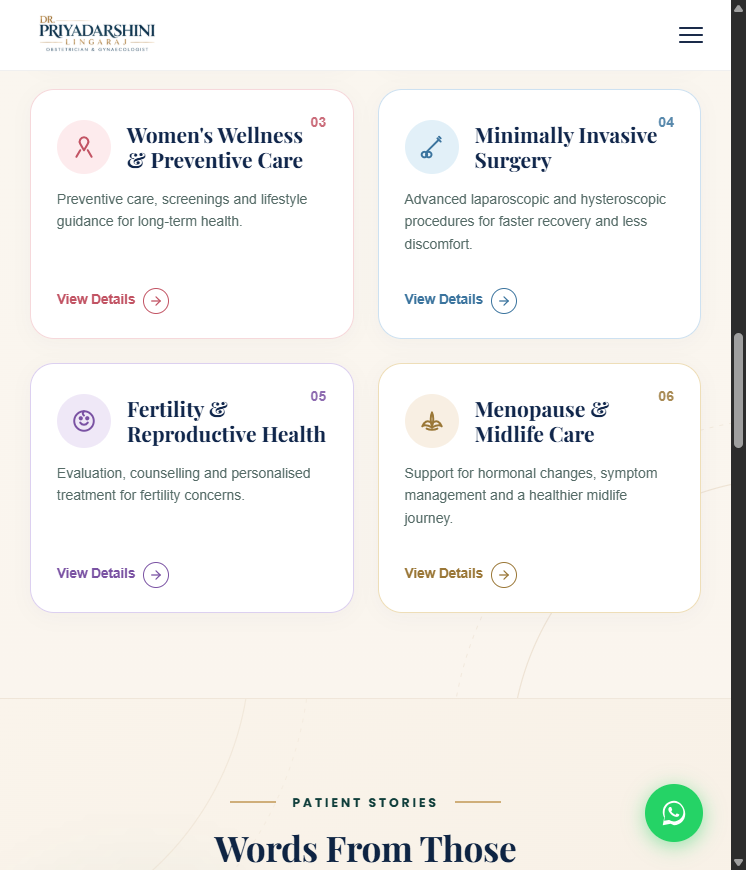 DR.
PRIYADARSHINI
LINGARAJ
OBSTETRICIAN & GYNAECOLOGIST
03
Women's Wellness
& Preventive Care
Preventive care, screenings and lifestyle
guidance for long-term health.
View Details
04
Minimally Invasive
Surgery
Advanced laparoscopic and hysteroscopic
procedures for faster recovery and less
discomfort.
View Details
05
Fertility &
Reproductive Health
Evaluation, counselling and personalised
treatment for fertility concerns.
View Details
06
Menopause &
Midlife Care
Support for hormonal changes, symptom
management and a healthier midlife
journey.
View Details
PATIENT STORIES
Words From Those